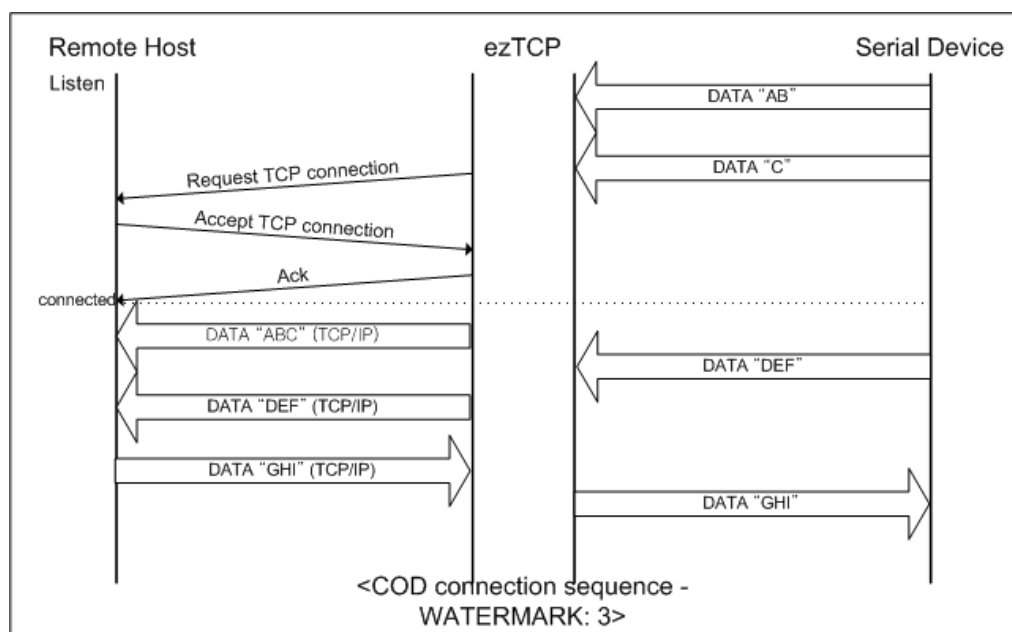 Remote Host
ezTCP
Serial Device
Listen
DATA “AB”
DATA “C”
Request TCP connection
Accept TCP connection
Ack
connected
DATA “ABC” (TCP/IP)
DATA “DEF”
DATA “DEF” (TCP/IP)
DATA “GHI” (TCP/IP)
DATA “GHI”
<COD connection sequence -
WATERMARK: 3>